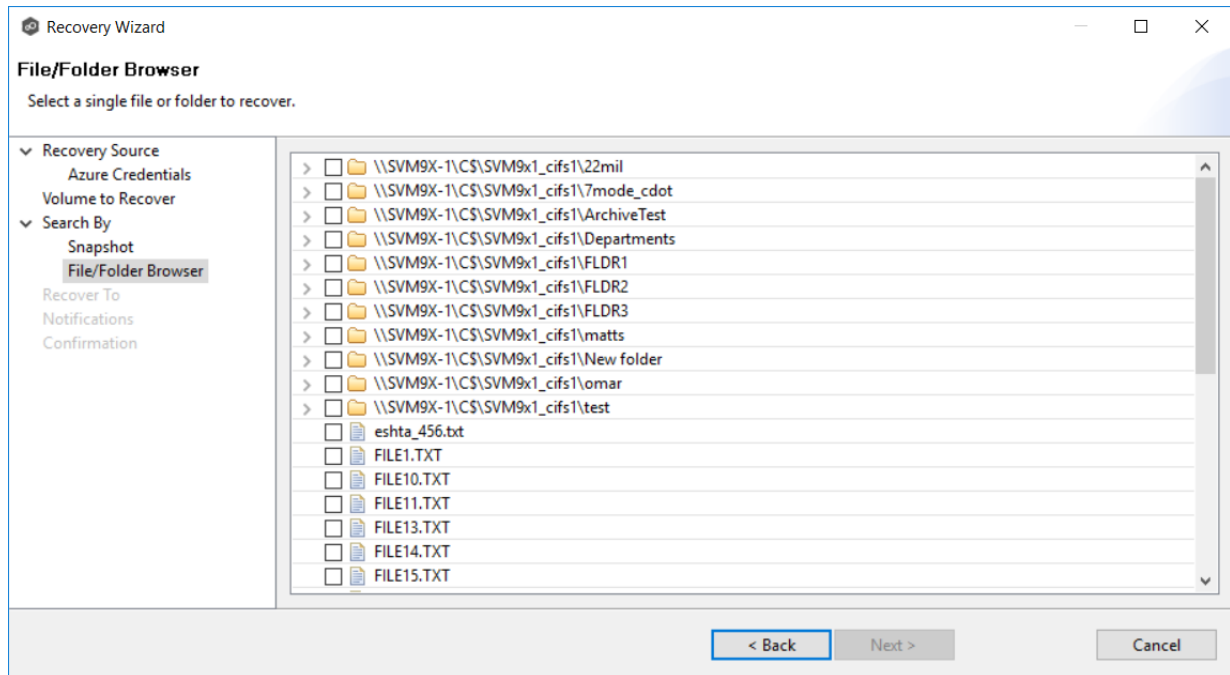 Recovery Wizard
File/Folder Browser
Select a single file or folder to recover.
Recovery Source
Azure Credentials
Volume to Recover
Search By
Snapshot
File/Folder Browser
Recover To
Notifications
Confirmation
\\SVM9X-1\C$\SVM9x1_cifs1\22mil
\\SVM9X-1\C$\SVM9x1_cifs1\7mode_cdot
\\SVM9X-1\C$\SVM9x1_cifs1\ArchiveTest
\\SVM9X-1\C$\SVM9x1_cifs1\Departments
\\SVM9X-1\C$\SVM9x1_cifs1\FLDR1
\\SVM9X-1\C$\SVM9x1_cifs1\FLDR2
\\SVM9X-1\C$\SVM9x1_cifs1\FLDR3
\\SVM9X-1\C$\SVM9x1_cifs1\matts
\\SVM9X-1\C$\SVM9x1_cifs1\New folder
\\SVM9X-1\C$\SVM9x1_cifs1\omar
\\SVM9X-1\C$\SVM9x1_cifs1\test
eshta_456.txt
FILE1.TXT
FILE10.TXT
FILE11.TXT
FILE13.TXT
FILE14.TXT
FILE15.TXT
< Back Next > Cancel